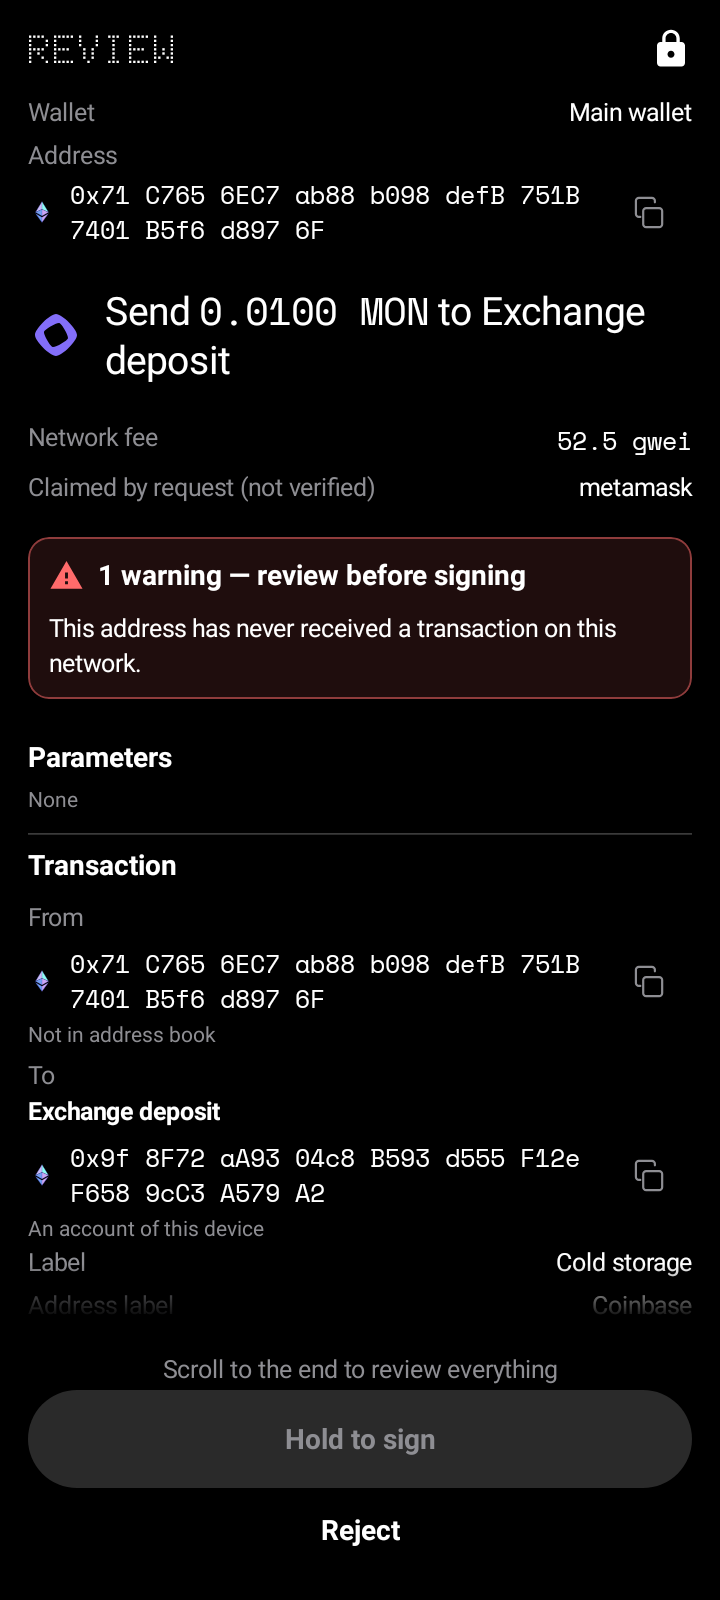 REVIEW
Wallet Main wallet
Address
0x71 C765 6EC7 ab88 b098 defB 751B
7401 B5f6 d897 6F
Send 0.0100 MON to Exchange
deposit
Network fee 52.5 gwei
Claimed by request (not verified) metamask
1 warning — review before signing
This address has never received a transaction on this
network.
Parameters
None
Transaction
From
0x71 C765 6EC7 ab88 b098 defB 751B
7401 B5f6 d897 6F
Not in address book
To
Exchange deposit
0x9f 8F72 aA93 04c8 B593 d555 F12e
F658 9cC3 A579 A2
An account of this device
Label Cold storage
Address label Coinbase
Scroll to the end to review everything
Hold to sign
Reject